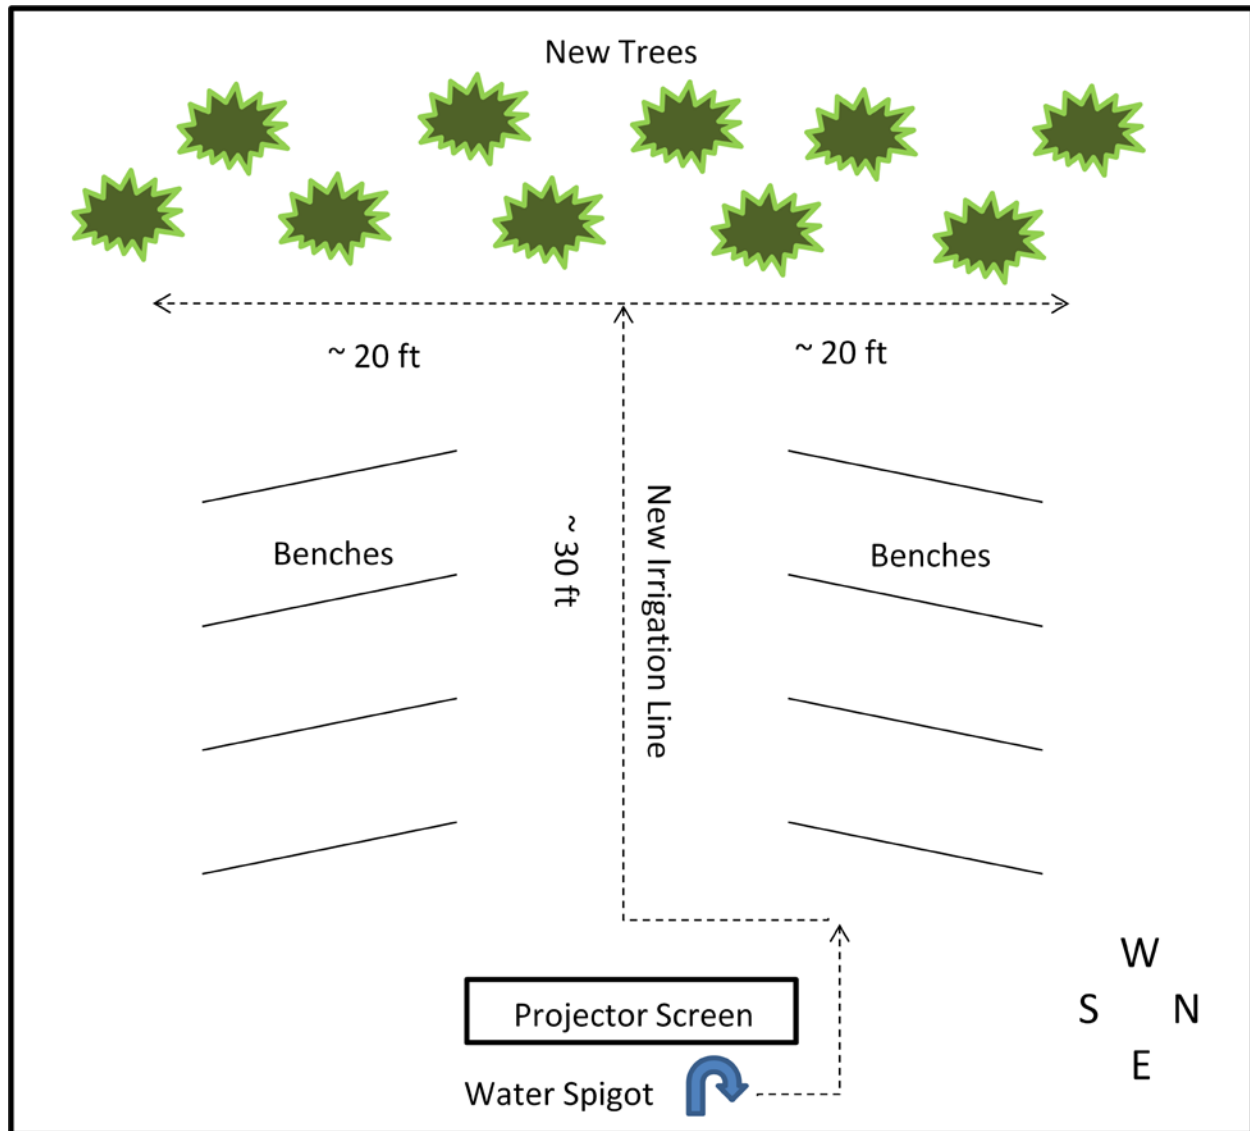 New Trees
~ 20 ft
~ 20 ft
Benches
Benches
~ 30 ft
New Irrigation Line
Projector Screen
Water Spigot
W
S N
E